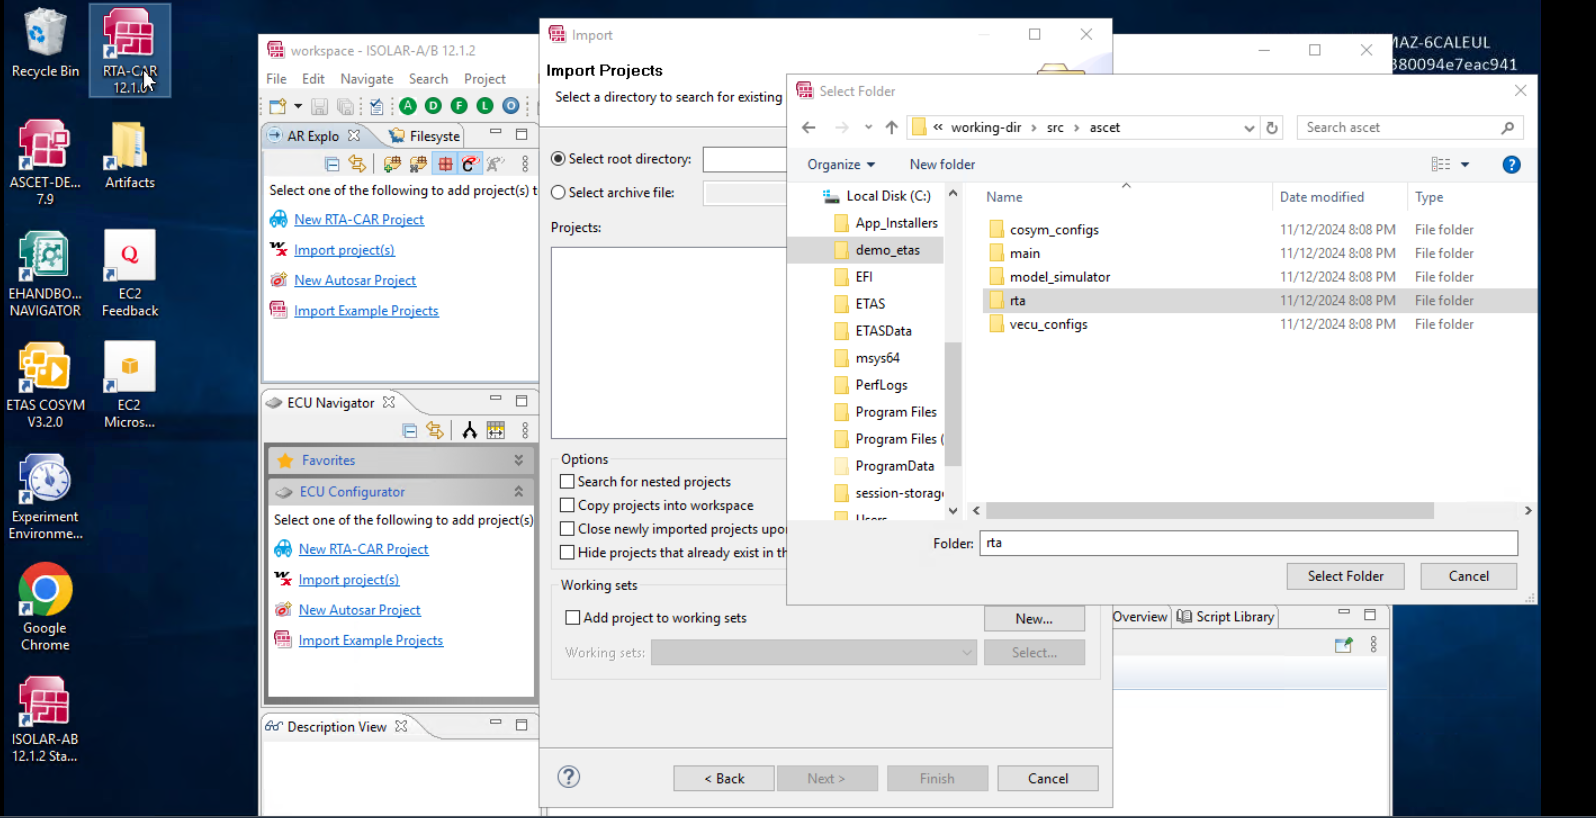 Recycle Bin
RTA-CAR
12.1.0
ASCET-DE...
7.9
Artifacts
EHANDBO...
NAVIGATOR
EC2
Feedback
ETAS COSYM
V3.2.0
EC2
Micros...
Experiment
Environme...
Google
Chrome
ISOLAR-AB
12.1.2 Sta...
workspace - ISOLAR-A/B 12.1.2
File Edit Navigate Search Project
AR Explo
Filesyste
Select one of the following to add project(s) t
New RTA-CAR Project
Import project(s)
New Autosar Project
Import Example Projects
ECU Navigator
Favorites
ECU Configurator
Select one of the following to add project(s)
New RTA-CAR Project
Import project(s)
New Autosar Project
Import Example Projects
Description View
Import
Import Projects
Select a directory to search for existing
Select root directory:
Select archive file:
Projects:
Options
Search for nested projects
Copy projects into workspace
Close newly imported projects upo
Hide projects that already exist in th
Working sets
Add project to working sets
New...
Working sets:
Select...
< Back
Next >
Finish
Cancel
MAZ-6CALEUL
380094e7eac941
Select Folder
« working-dir › src › ascet
Search ascet
Organize
New folder
Local Disk (C:)
App_Installers
demo_etas
EFI
ETAS
ETASData
msys64
PerfLogs
Program Files
Program Files (
ProgramData
session-storag
Users
Name Date modified Type
cosym_configs 11/12/2024 8:08 PM File folder
main 11/12/2024 8:08 PM File folder
model_simulator 11/12/2024 8:08 PM File folder
rta 11/12/2024 8:08 PM File folder
vecu_configs 11/12/2024 8:08 PM File folder
Folder: rta
Select Folder
Cancel
Overview
Script Library